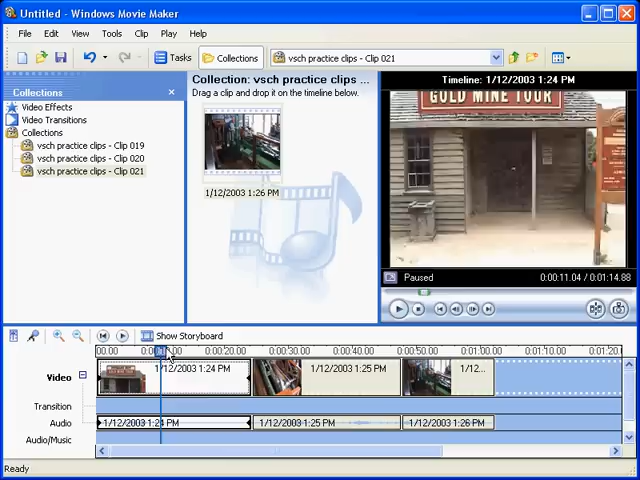 Untitled - Windows Movie Maker
File Edit View Tools Clip Play Help
Tasks Collections vsch practice clips - Clip 021
Collections
Video Effects
Video Transitions
Collections
vsch practice clips - Clip 019
vsch practice clips - Clip 020
vsch practice clips - Clip 021
Collection: vsch practice clips ...
Drag a clip and drop it on the timeline below.
1/12/2003 1:26 PM
Timeline: 1/12/2003 1:24 PM
GOLD MINE TOUR
Paused 0:00:11.04 / 0:01:14.88
Show Storyboard
00.00 0:00:20.00 0:00:30.00 0:00:40.00 0:00:50.00 0:01:00.00 0:01:10.00 0:01:20
Video 1/12/2003 1:24 PM 1/12/2003 1:25 PM 1/12...
Transition
Audio 1/12/2003 1:24 PM 1/12/2003 1:25 PM 1/12/2003 1:26 PM
Audio/Music
Ready